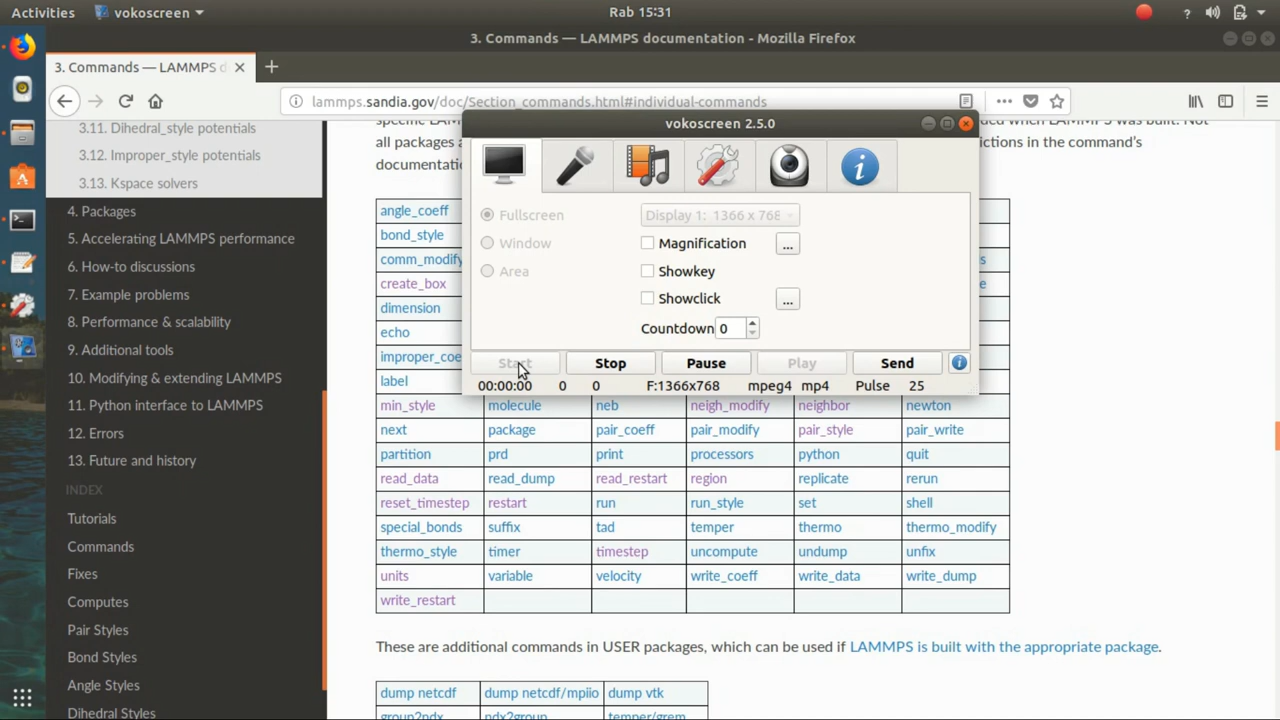 Activities
vokoscreen
Rab 15:31
?
3. Commands — LAMMPS documentation - Mozilla Firefox
3. Commands — LAMMPS d
lammps.sandia.gov/doc/Section_commands.html#individual-commands
3.11. Dihedral_style potentials
3.12. Improper_style potentials
3.13. Kspace solvers
4. Packages
5. Accelerating LAMMPS performance
6. How-to discussions
7. Example problems
8. Performance & scalability
9. Additional tools
10. Modifying & extending LAMMPS
11. Python interface to LAMMPS
12. Errors
13. Future and history
INDEX
Tutorials
Commands
Fixes
Computes
Pair Styles
Bond Styles
Angle Styles
Dihedral Styles
vokoscreen 2.5.0
Fullscreen
Display 1: 1366 x 768
Window
Magnification
...
Area
Showkey
Showclick
...
Countdown 0
Start Stop Pause Play Send
00:00:00 0 0 F:1366x768 mpeg4 mp4 Pulse 25
when LAMMPS was built. Not
all packages a
ictions in the command's
documentatio
angle_coeff
bond_style
comm_modify
create_box
dimension
echo
improper_coe
label
min_style molecule neb neigh_modify neighbor newton
next package pair_coeff pair_modify pair_style pair_write
partition prd print processors python quit
read_data read_dump read_restart region replicate rerun
reset_timestep restart run run_style set shell
special_bonds suffix tad temper thermo thermo_modify
thermo_style timer timestep uncompute undump unfix
units variable velocity write_coeff write_data write_dump
write_restart
These are additional commands in USER packages, which can be used if LAMMPS is built with the appropriate package.
dump netcdf dump netcdf/mpiio dump vtk
group2ndx ndx2group temper/grem